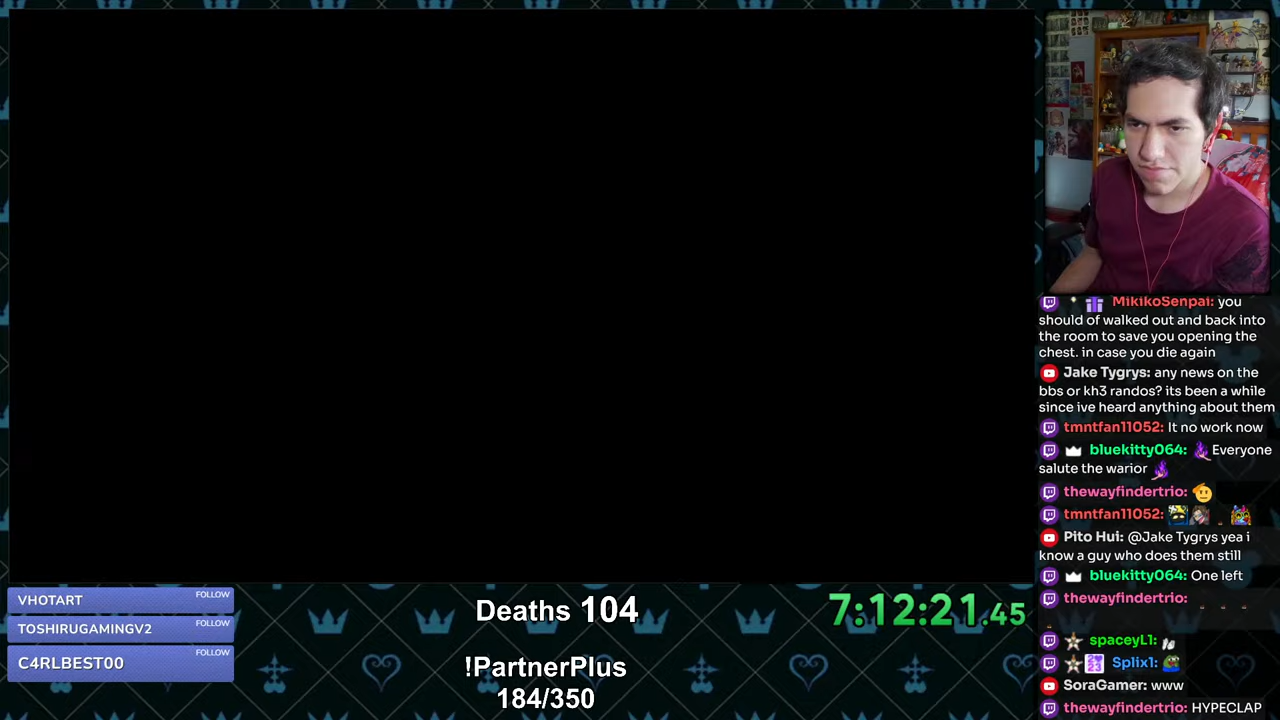 MikikoSenpai: you
should of walked out and back into
the room to save you opening the
chest. in case you die again
Jake Tygrys: any news on the
bbs or kh3 randos? its been a while
since ive heard anything about them
tmntfan11052: It no work now
bluekitty064: Everyone
salute the warior
thewayfindertrio:
tmntfan11052:
Pito Hui: @Jake Tygrys yea i
know a guy who does them still
bluekitty064: One left
thewayfindertrio:
spaceyL1:
Splix1:
SoraGamer: www
thewayfindertrio: HYPECLAP
VHOTART FOLLOW
TOSHIRUGAMINGV2 FOLLOW
C4RLBEST00 FOLLOW
Deaths 104
!PartnerPlus
184/350
7:12:21.45